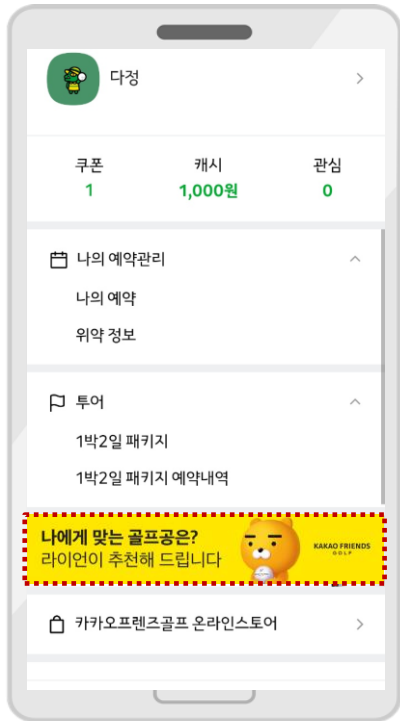 다정
쿠폰 캐시 관심
1 1,000원 0
나의 예약관리
나의 예약
위약 정보
투어
1박2일 패키지
1박2일 패키지 예약내역
나에게 맞는 골프공은?
라이언이 추천해 드립니다
KAKAO FRIENDS
GOLF
카카오프렌즈골프 온라인스토어